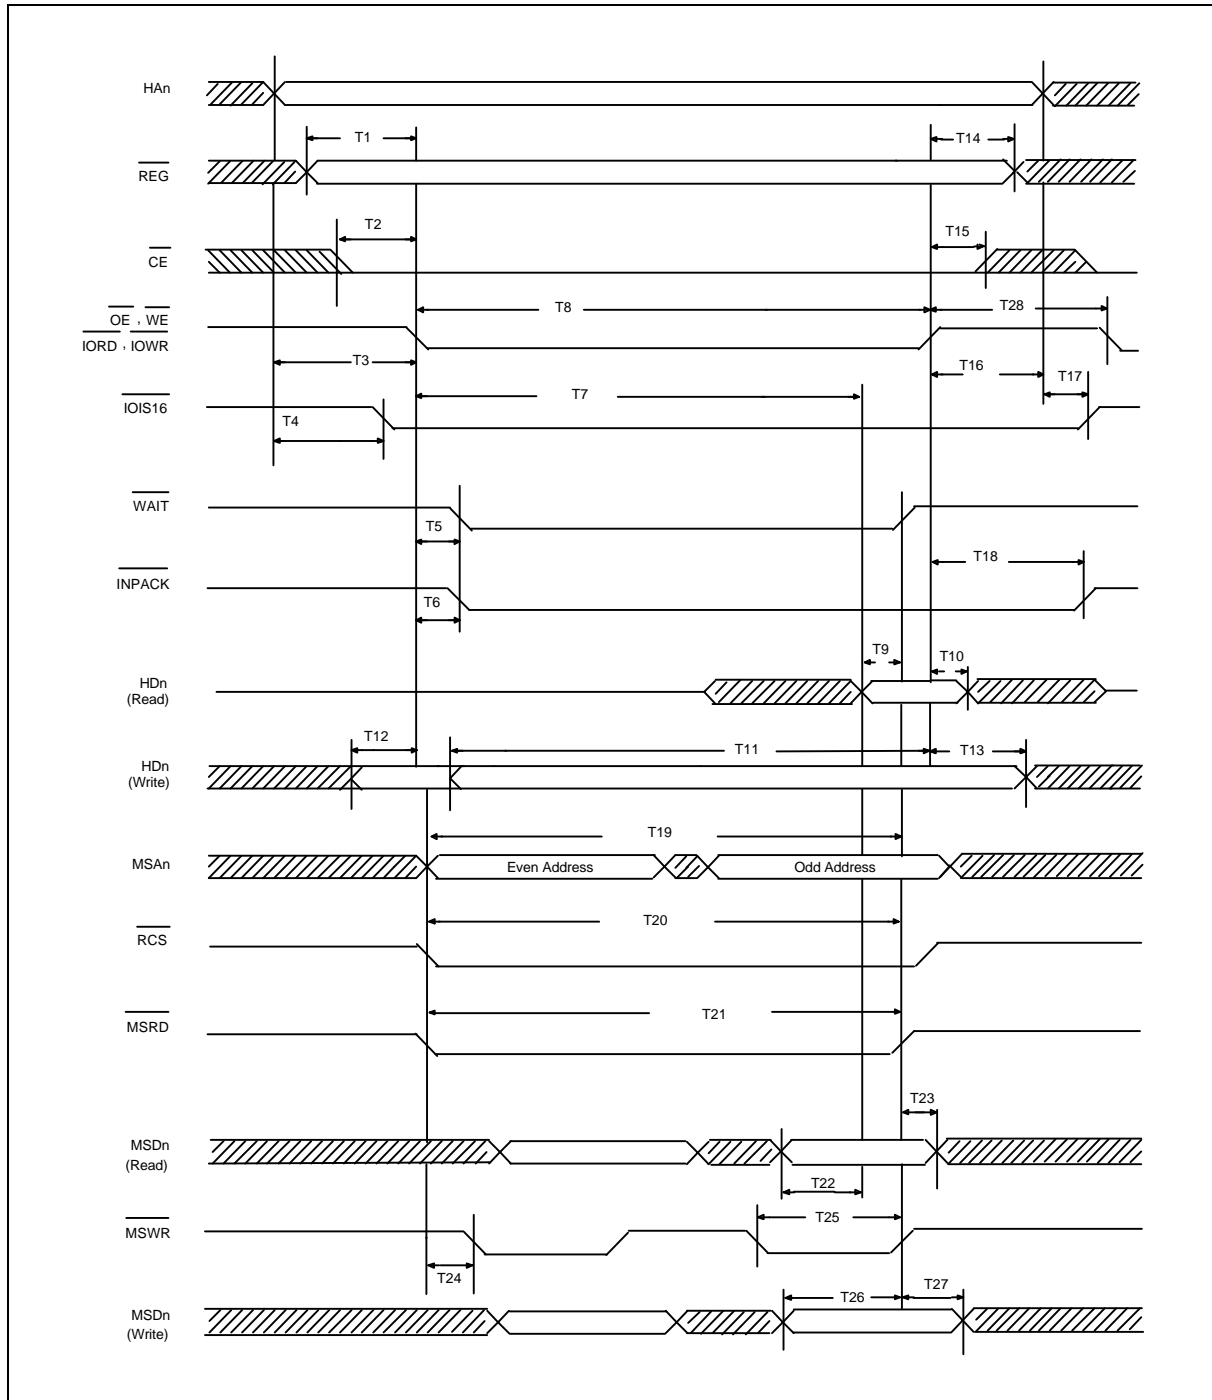 HAn
T1
T14
REG
T2
T15
CE
T8
T28
OE , WE
IORD , IOWR
T3
T16
T7
T17
IOIS16
T4
WAIT
T5
T18
INPACK
T6
T9
T10
HDn
(Read)
T12
T11
T13
HDn
(Write)
T19
MSAn
Even Address
Odd Address
T20
RCS
T21
MSRD
T23
MSDn
(Read)
T22
T25
MSWR
T24
T26
T27
MSDn
(Write)